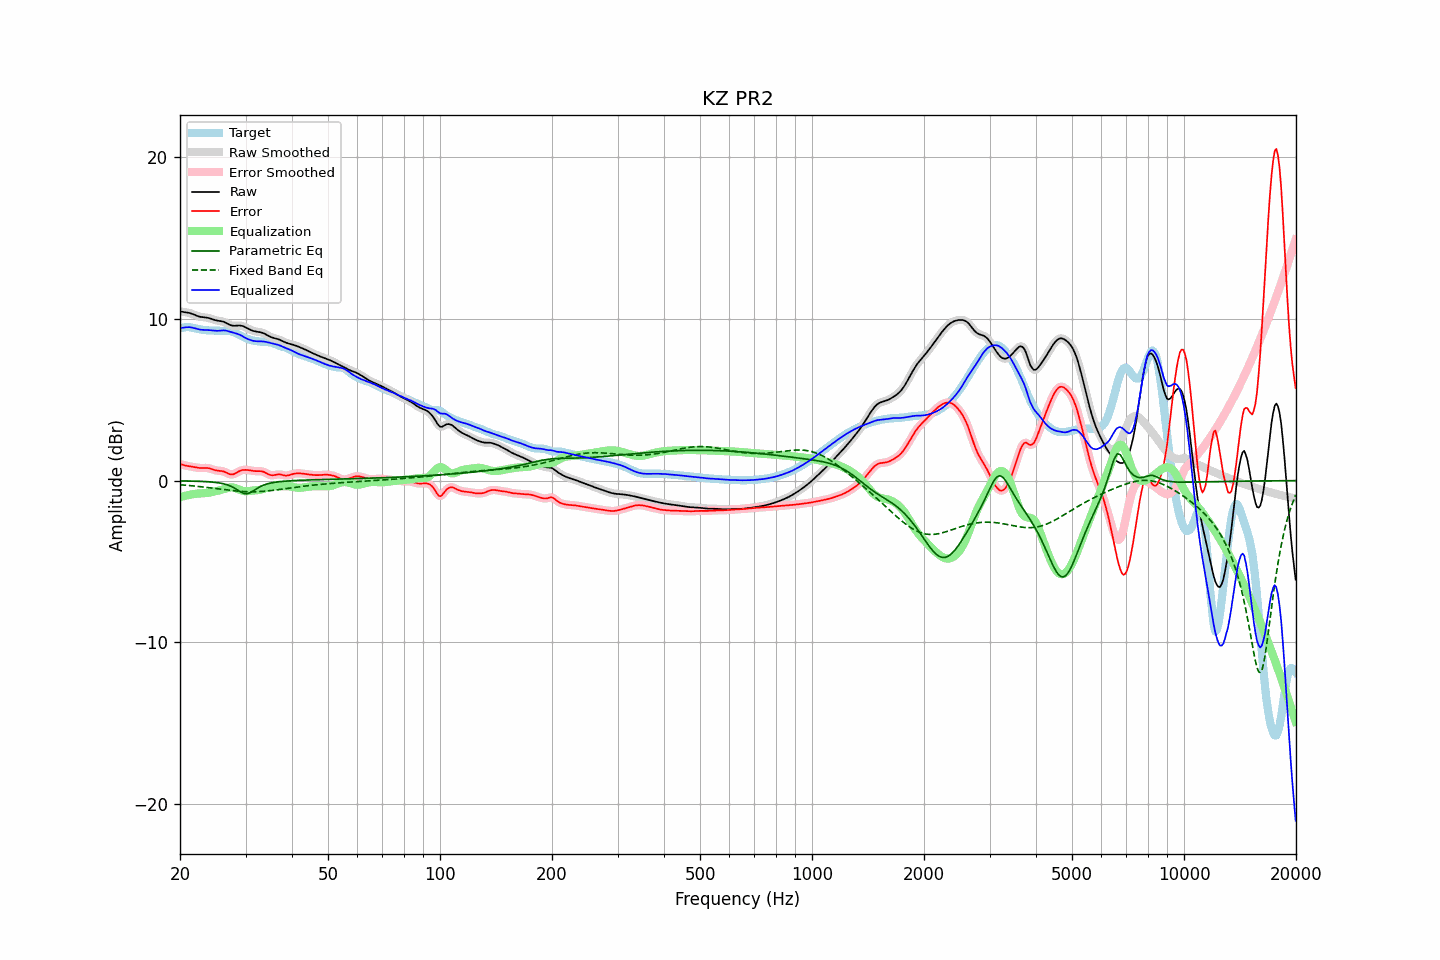 KZ PR2
Target
Raw Smoothed
Error Smoothed
Raw
Error
Equalization
Parametric Eq
Fixed Band Eq
Equalized
20
10
0
−10
−20
Amplitude (dBr)
20 50 100 200 500 1000 2000 5000 10000 20000
Frequency (Hz)